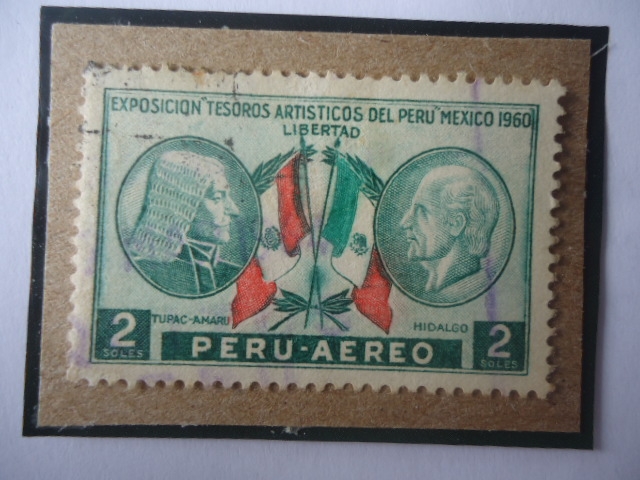 EXPOSICION "TESOROS ARTISTICOS DEL PERU" MEXICO 1960
LIBERTAD
TUPAC-AMARU
HIDALGO
2 SOLES
PERU-AEREO
2 SOLES